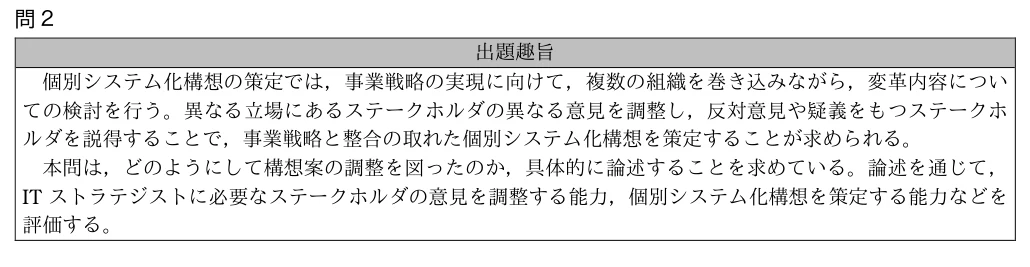 問2
出題趣旨
個別システム化構想の策定では，事業戦略の実現に向けて，複数の組織を巻き込みながら，変革内容につい
ての検討を行う。異なる立場にあるステークホルダの異なる意見を調整し，反対意見や疑義をもつステークホ
ルダを説得することで，事業戦略と整合の取れた個別システム化構想を策定することが求められる。
本問は，どのようにして構想案の調整を図ったのか，具体的に論述することを求めている。論述を通じて，
IT ストラテジストに必要なステークホルダの意見を調整する能力，個別システム化構想を策定する能力などを
評価する。